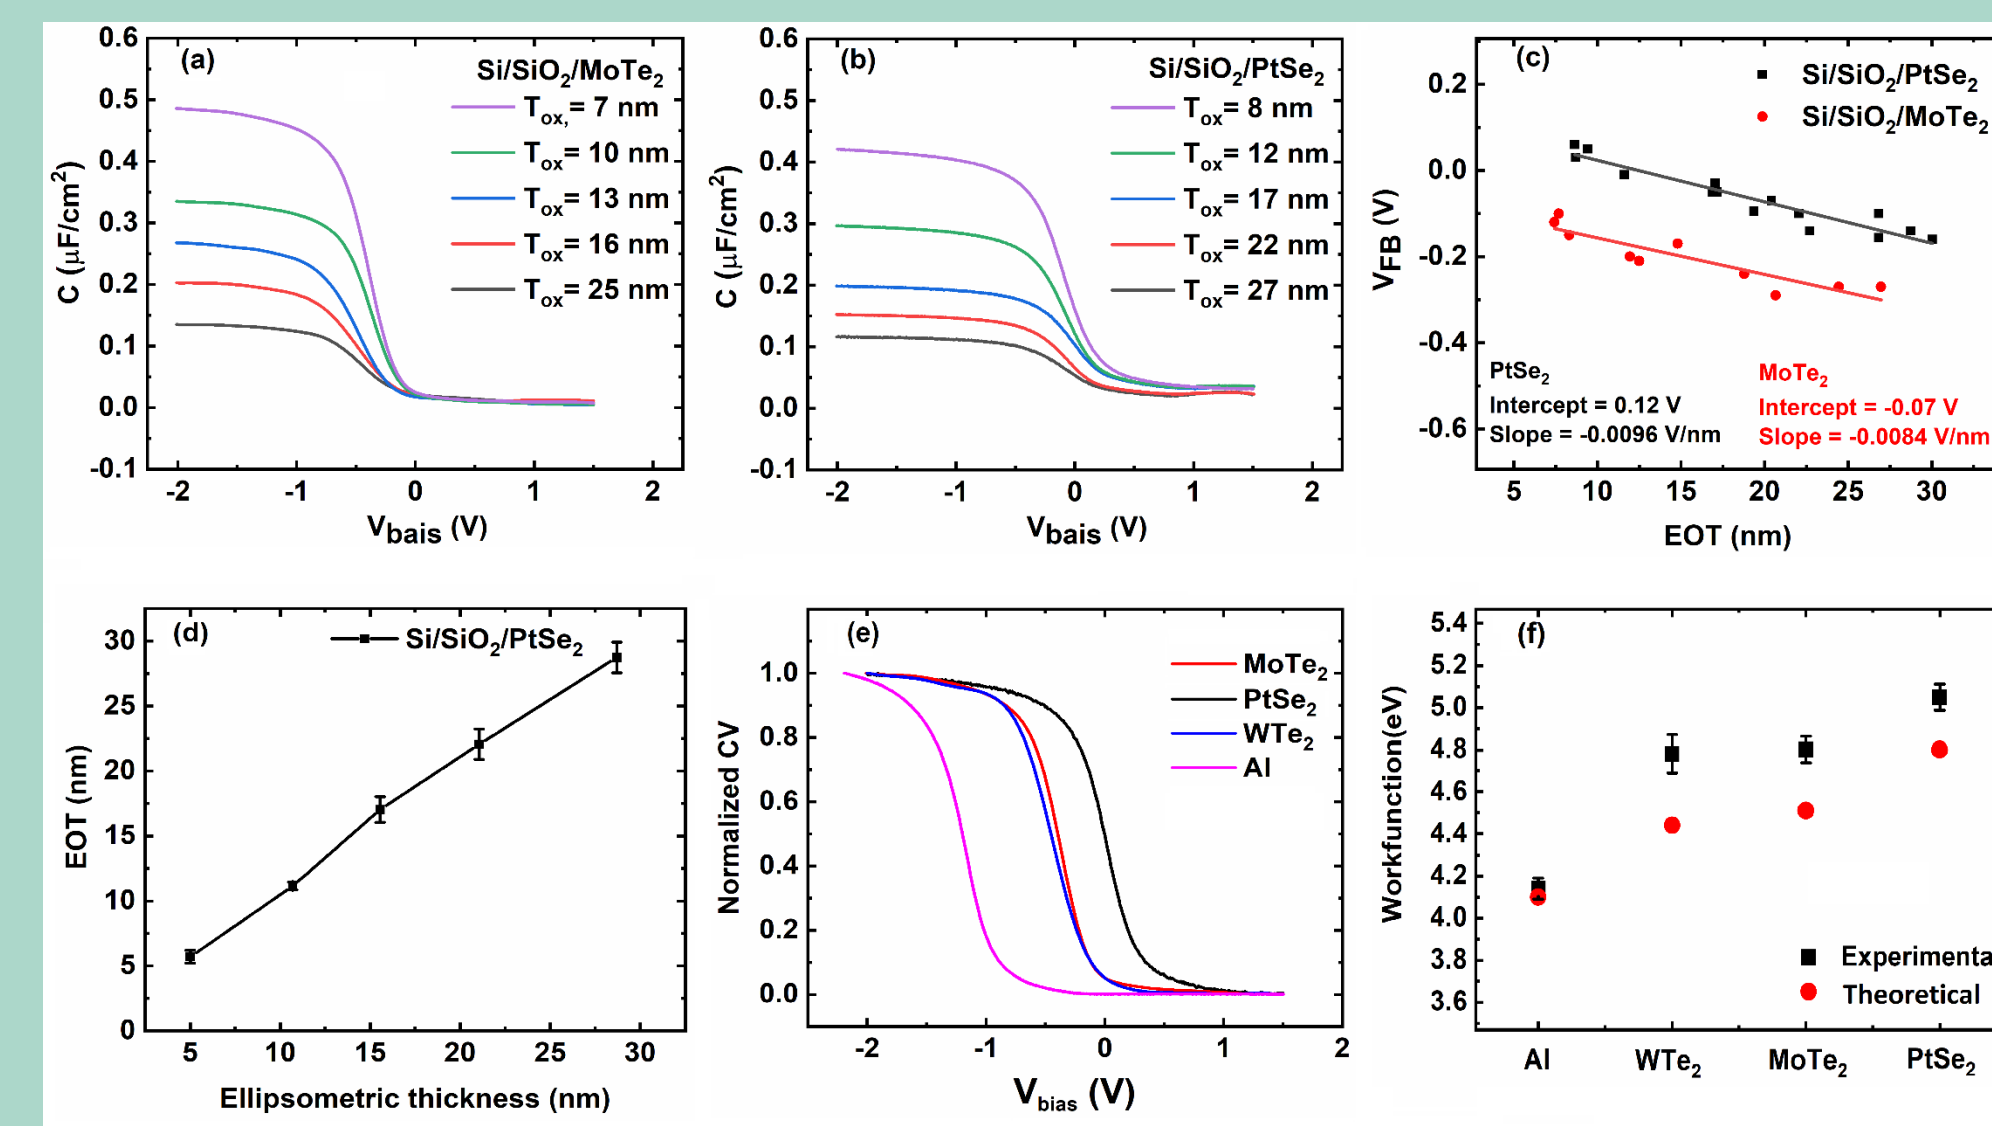 (a)
Si/SiO2/MoTe2
Tox,= 7 nm
Tox= 10 nm
Tox= 13 nm
Tox= 16 nm
Tox= 25 nm
0.6
0.5
0.4
0.3
0.2
0.1
0.0
-0.1
C (μF/cm2)
-2 -1 0 1 2
Vbais (V)
(b)
Si/SiO2/PtSe2
Tox= 8 nm
Tox= 12 nm
Tox= 17 nm
Tox= 22 nm
Tox= 27 nm
0.6
0.5
0.4
0.3
0.2
0.1
0.0
-0.1
C (μF/cm2)
-2 -1 0 1 2
Vbais (V)
(c)
Si/SiO2/PtSe2
Si/SiO2/MoTe2
0.2
0.0
-0.2
-0.4
-0.6
VFB (V)
PtSe2
Intercept = 0.12 V
Slope = -0.0096 V/nm
MoTe2
Intercept = -0.07 V
Slope = -0.0084 V/nm
5 10 15 20 25 30
EOT (nm)
(d)
Si/SiO2/PtSe2
30
25
20
15
10
5
0
EOT (nm)
5 10 15 20 25 30
Ellipsometric thickness (nm)
(e)
MoTe2
PtSe2
WTe2
Al
1.0
0.8
0.6
0.4
0.2
0.0
Normalized CV
-2 -1 0 1 2
Vbias (V)
(f)
5.4
5.2
5.0
4.8
4.6
4.4
4.2
4.0
3.8
3.6
Workfunction(eV)
Experimenta
Theoretical
Al WTe2 MoTe2 PtSe2